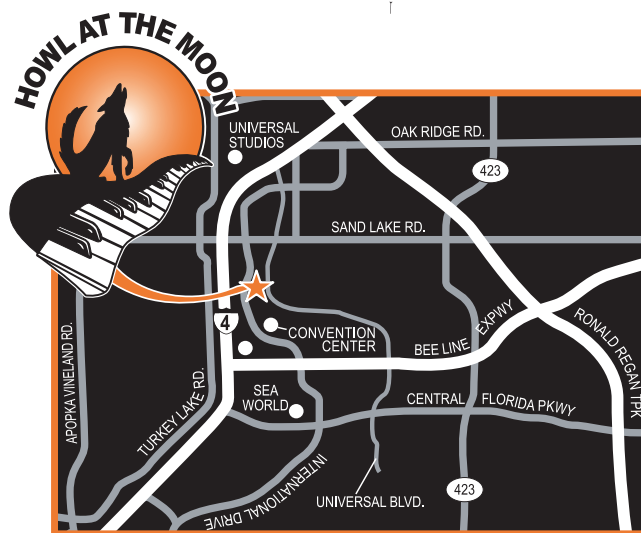 HOWL AT THE MOON
UNIVERSAL
STUDIOS
OAK RIDGE RD.
423
SAND LAKE RD.
4
CONVENTION
CENTER
BEE LINE EXPWY
RONALD REGAN TPK
APOPKA VINELAND RD.
TURKEY LAKE RD.
SEA
WORLD
CENTRAL FLORIDA PKWY
INTERNATIONAL DRIVE
UNIVERSAL BLVD.
423